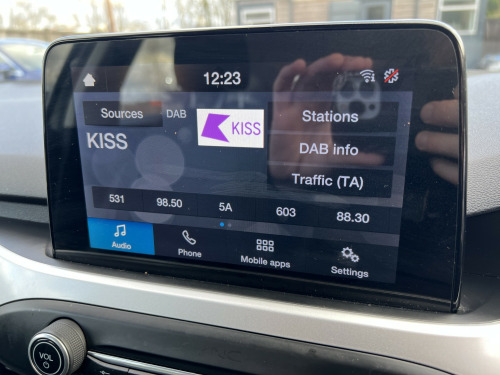 12:23
Sources DAB KISS Stations
KISS
DAB info
Traffic (TA)
531 98.50 5A 603 88.30
Audio Phone Mobile apps Settings
VOL